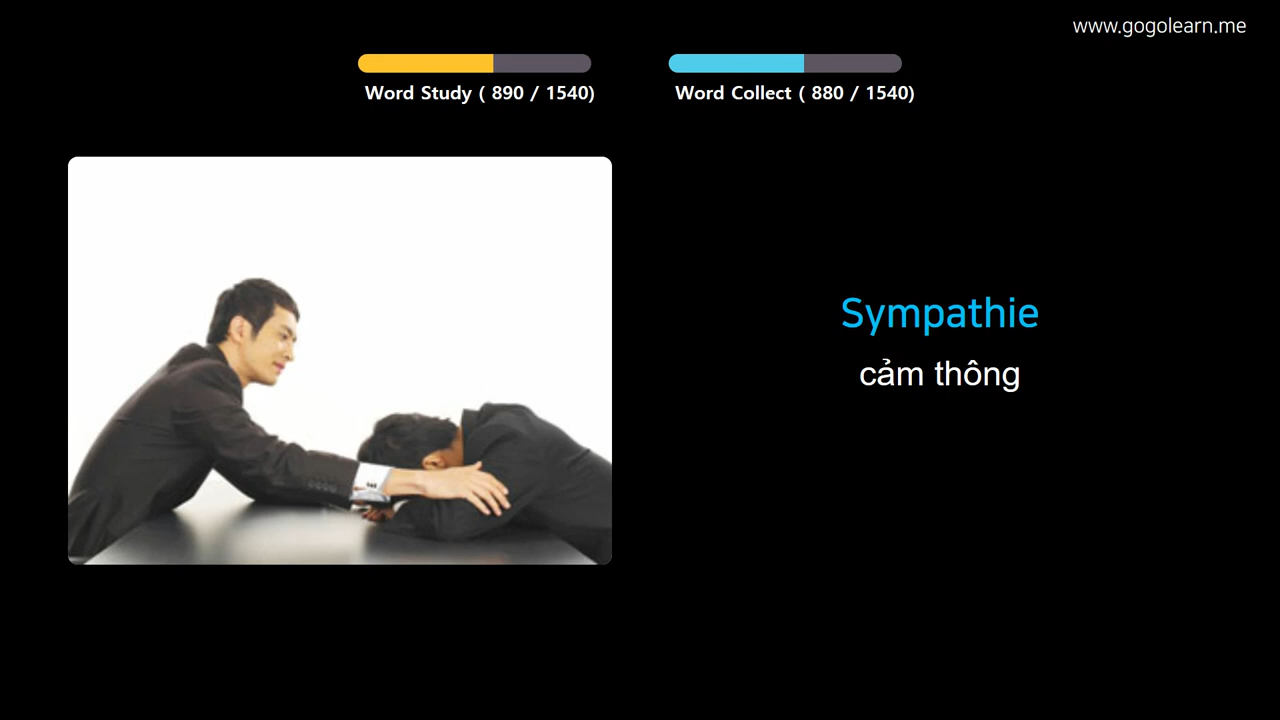 www.gogolearn.me
Word Study ( 890 / 1540)
Word Collect ( 880 / 1540)
Sympathie
cảm thông